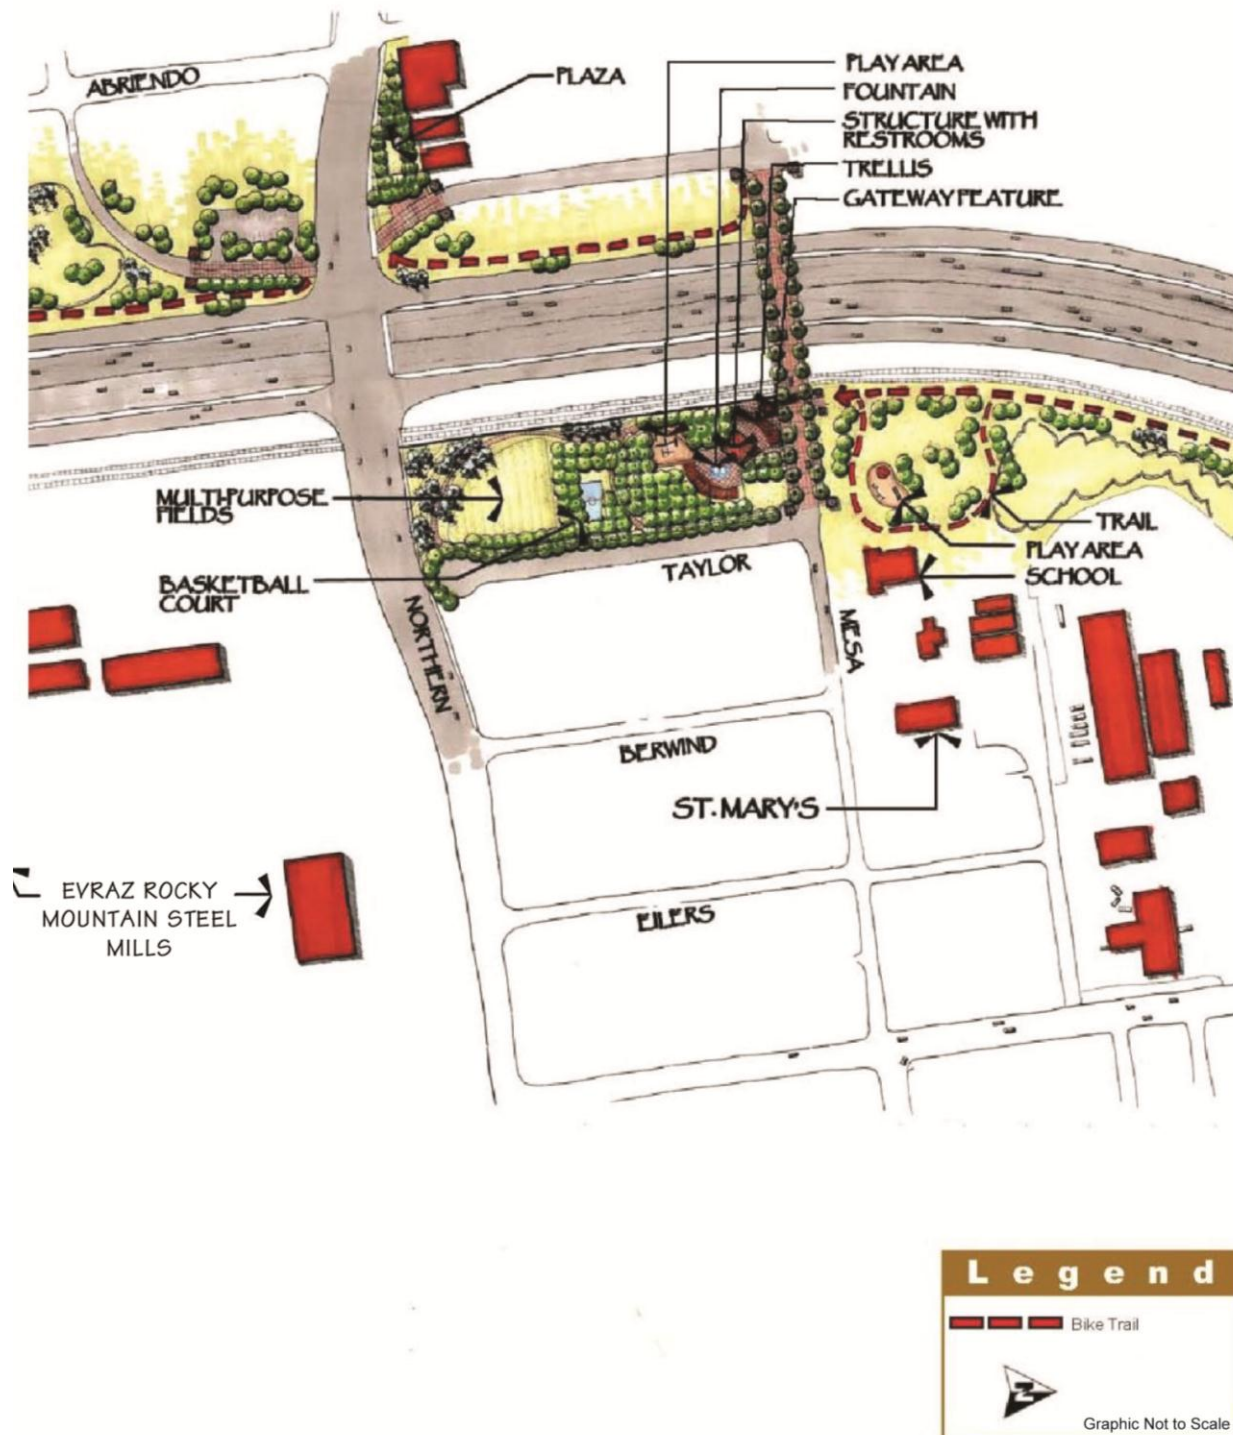 ABRIENDO
PLAZA
PLAY AREA
FOUNTAIN
STRUCTURE WITH
RESTROOMS
TRELLIS
GATEWAY FEATURE
MULTI-PURPOSE
FIELDS
BASKETBALL
COURT
TAYLOR
TRAIL
PLAY AREA
SCHOOL
NORTHERN
MESA
BERWIND
ST. MARY'S
EVRAZ ROCKY
MOUNTAIN STEEL
MILLS
EILERS
Legend
Bike Trail
N
Graphic Not to Scale